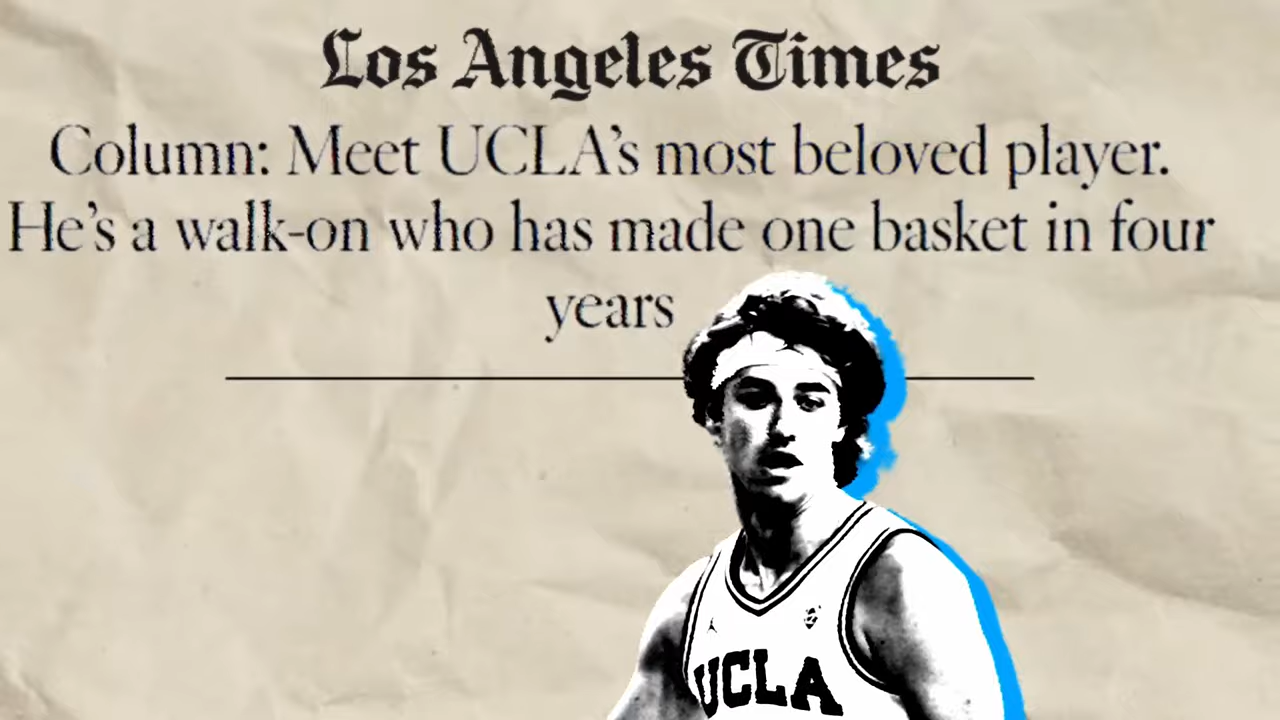 Los Angeles Times
Column: Meet UCLA’s most beloved player.
He’s a walk-on who has made one basket in four
years
UCLA